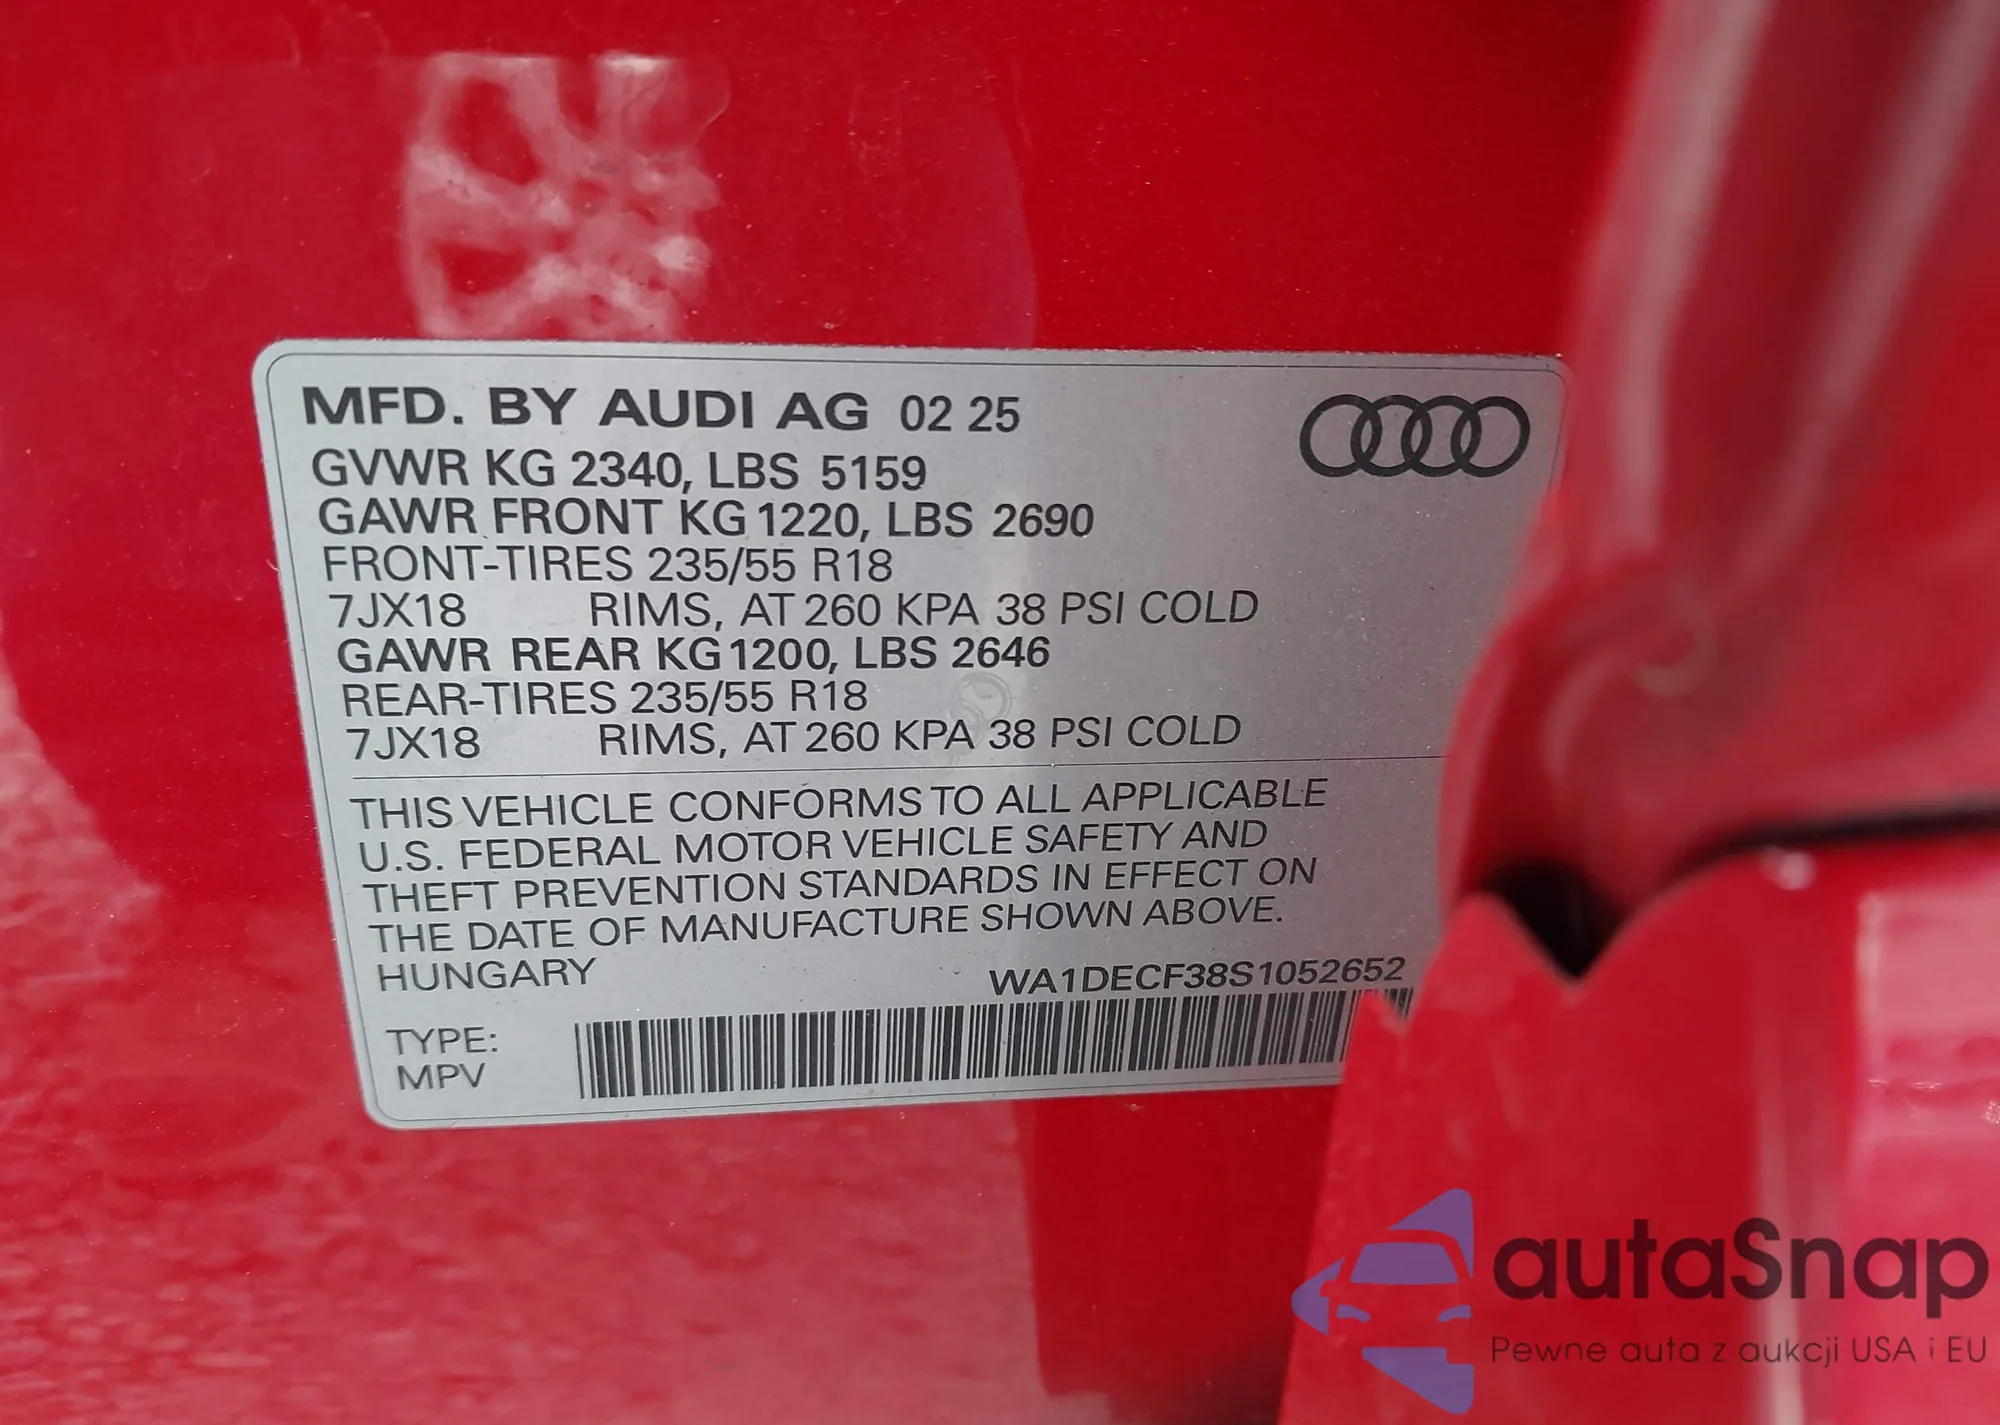 MFD. BY AUDI AG 02 25
GVWR KG 2340, LBS 5159
GAWR FRONT KG 1220, LBS 2690
FRONT-TIRES 235/55 R18
7JX18 RIMS, AT 260 KPA 38 PSI COLD
GAWR REAR KG 1200, LBS 2646
REAR-TIRES 235/55 R18
7JX18 RIMS, AT 260 KPA 38 PSI COLD
THIS VEHICLE CONFORMS TO ALL APPLICABLE
U.S. FEDERAL MOTOR VEHICLE SAFETY AND
THEFT PREVENTION STANDARDS IN EFFECT ON
THE DATE OF MANUFACTURE SHOWN ABOVE.
HUNGARY WA1DECF38S1052652
TYPE:
MPV
autaSnap
Pewne auta z aukcji USA i EU